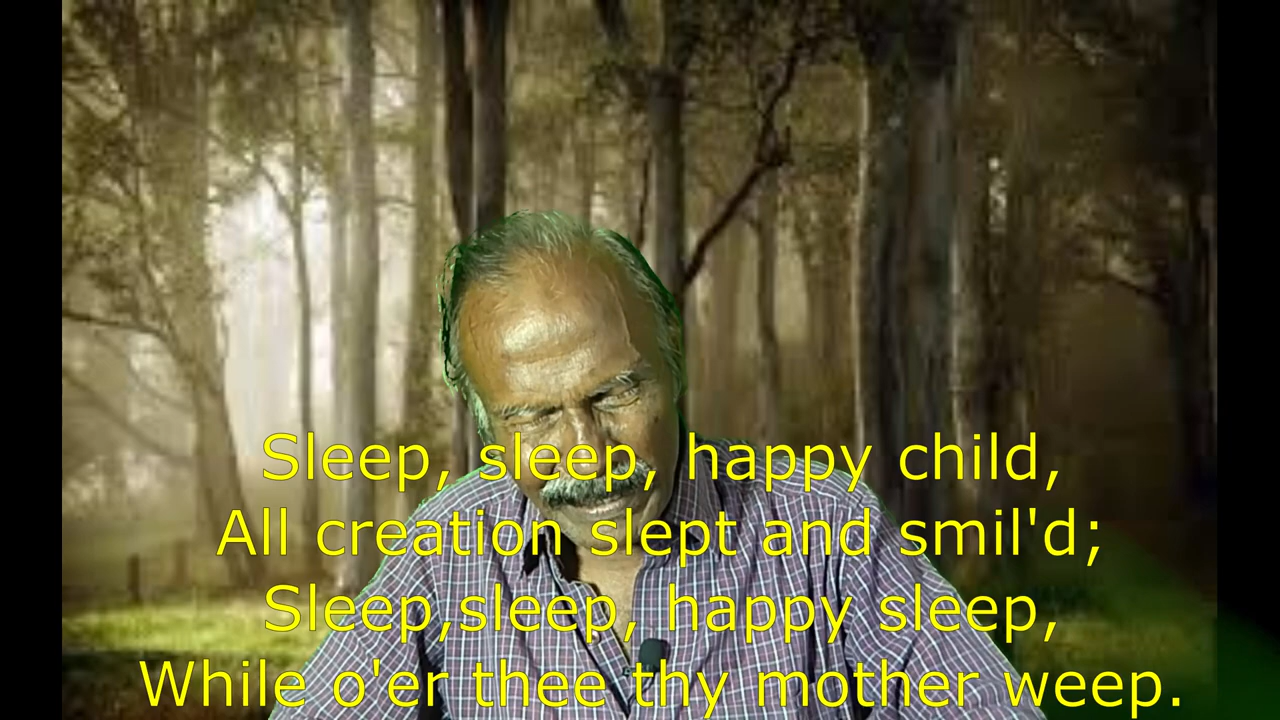 Sleep, sleep, happy child,
All creation slept and smil'd;
Sleep,sleep, happy sleep,
While o'er thee thy mother weep.